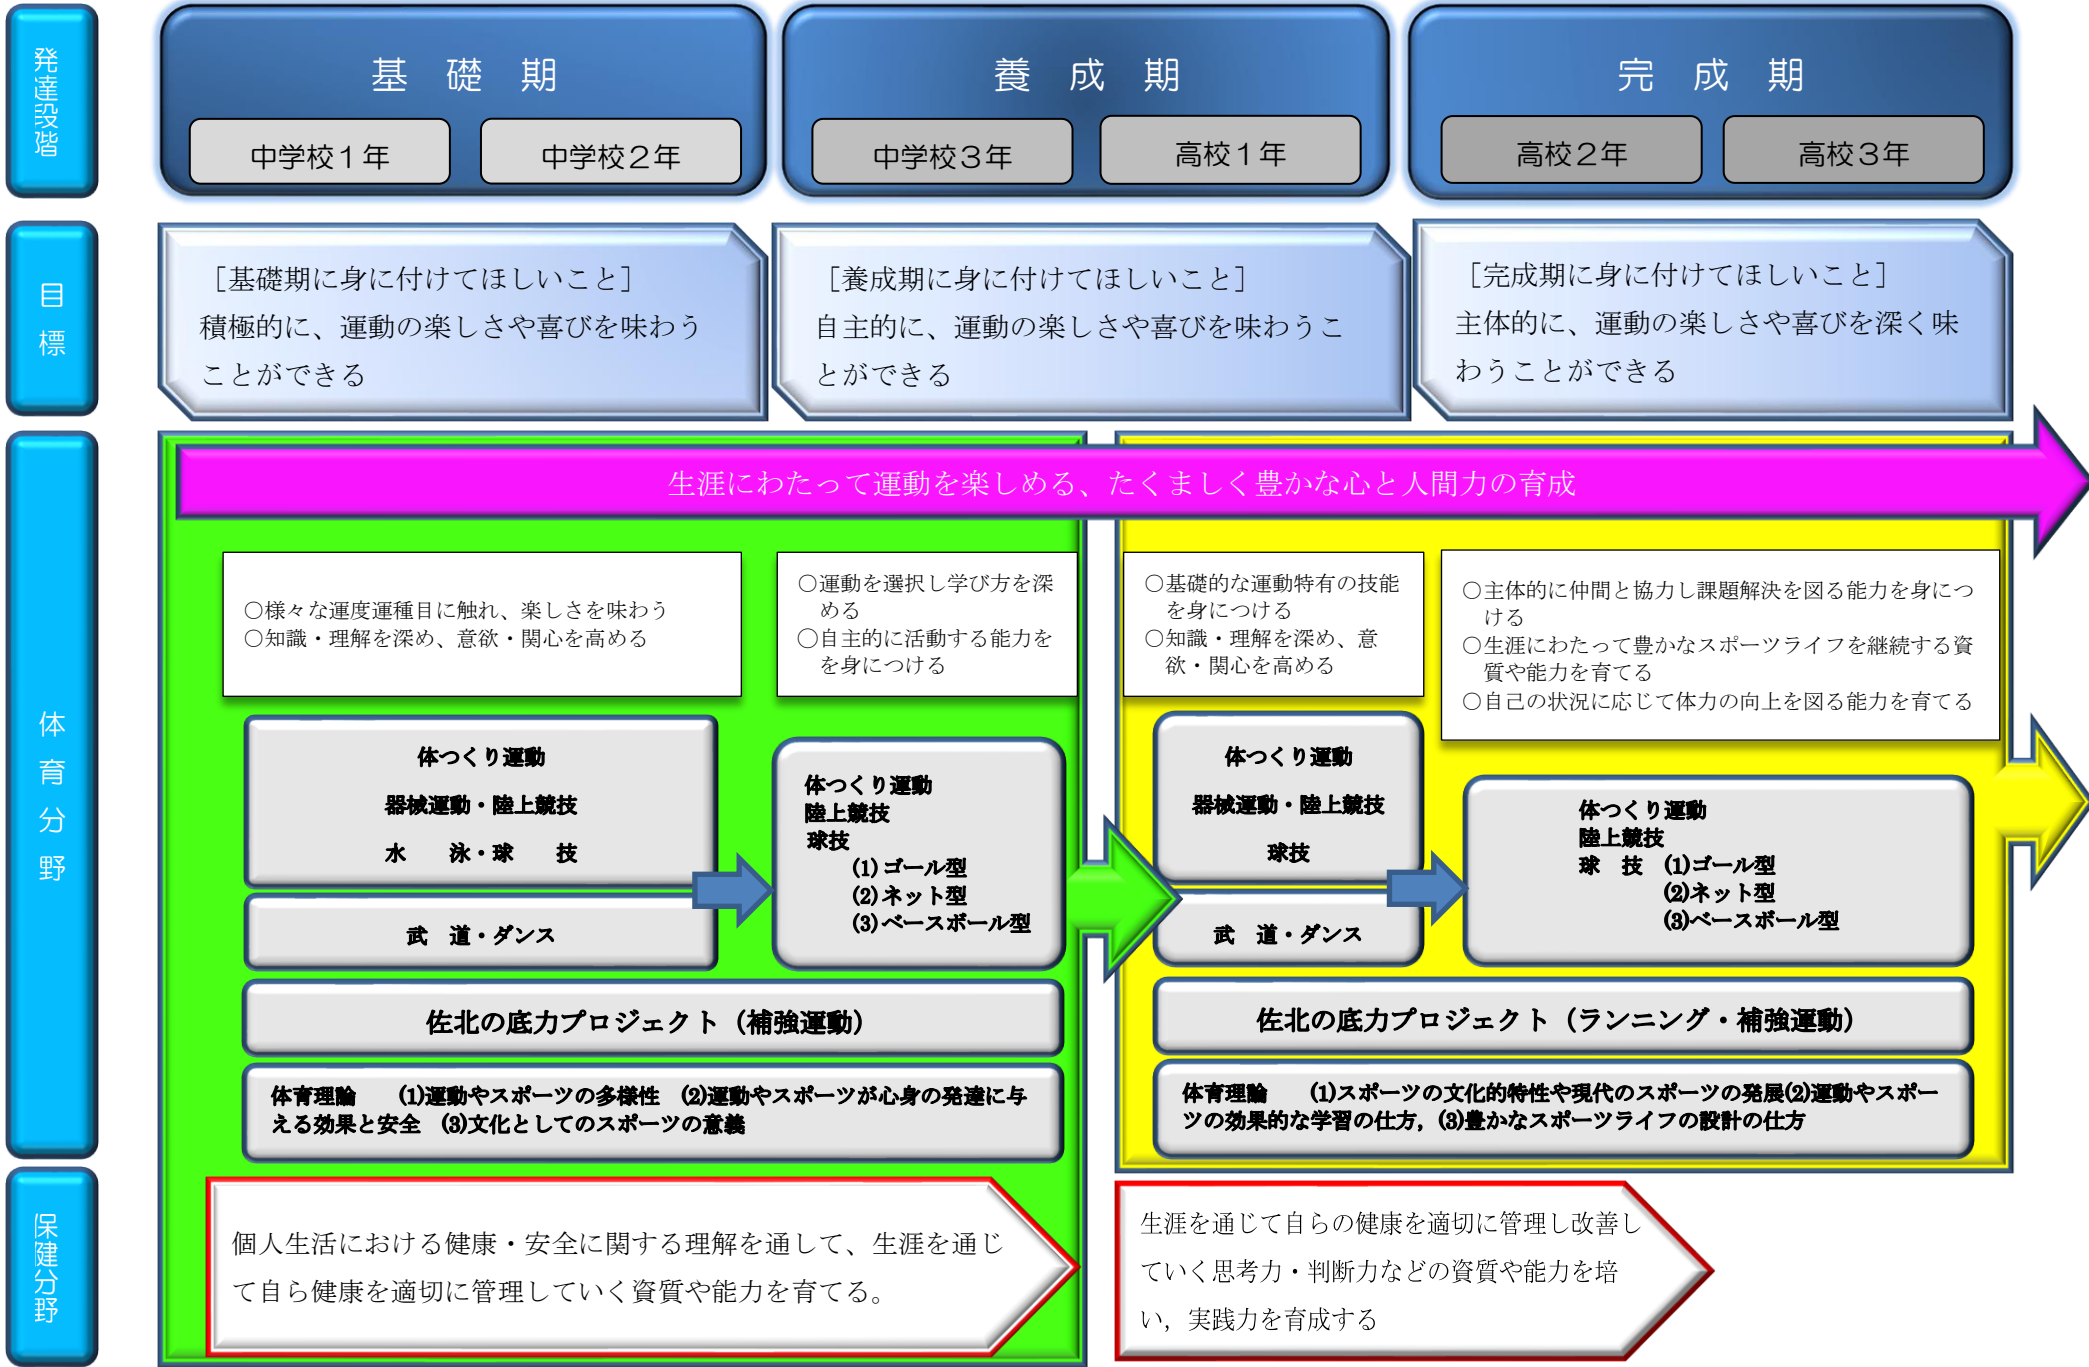 発達段階
基 礎 期
中学校１年
中学校２年
養 成 期
中学校３年
高校１年
完 成 期
高校２年
高校３年
目標
［基礎期に身に付けてほしいこと］
積極的に、運動の楽しさや喜びを味わう
ことができる
［養成期に身に付けてほしいこと］
自主的に、運動の楽しさや喜びを味わうこ
とができる
［完成期に身に付けてほしいこと］
主体的に、運動の楽しさや喜びを深く味
わうことができる
体育分野
生涯にわたって運動を楽しめる、たくましく豊かな心と人間力の育成
○様々な運度運種目に触れ、楽しさを味わう
○知識・理解を深め、意欲・関心を高める
○運動を選択し学び方を深
める
○自主的に活動する能力を
を身につける
○基礎的な運動特有の技能
を身につける
○知識・理解を深め、意
欲・関心を高める
○主体的に仲間と協力し課題解決を図る能力を身につ
ける
○生涯にわたって豊かなスポーツライフを継続する資
質や能力を育てる
○自己の状況に応じて体力の向上を図る能力を育てる
体つくり運動
器械運動・陸上競技
水　泳・球　技
武　道・ダンス
体つくり運動
陸上競技
球技
(1)ゴール型
(2)ネット型
(3)ベースボール型
体つくり運動
器械運動・陸上競技
球技
武　道・ダンス
体つくり運動
陸上競技
球　技　(1)ゴール型
(2)ネット型
(3)ベースボール型
佐北の底力プロジェクト（補強運動）
佐北の底力プロジェクト（ランニング・補強運動）
体育理論　(1)運動やスポーツの多様性　(2)運動やスポーツが心身の発達に与
える効果と安全　(3)文化としてのスポーツの意義
体育理論　(1)スポーツの文化的特性や現代のスポーツの発展(2)運動やスポー
ツの効果的な学習の仕方，(3)豊かなスポーツライフの設計の仕方
保健分野
個人生活における健康・安全に関する理解を通して、生涯を通じ
て自ら健康を適切に管理していく資質や能力を育てる。
生涯を通じて自らの健康を適切に管理し改善し
ていく思考力・判断力などの資質や能力を培
い，実践力を育成する